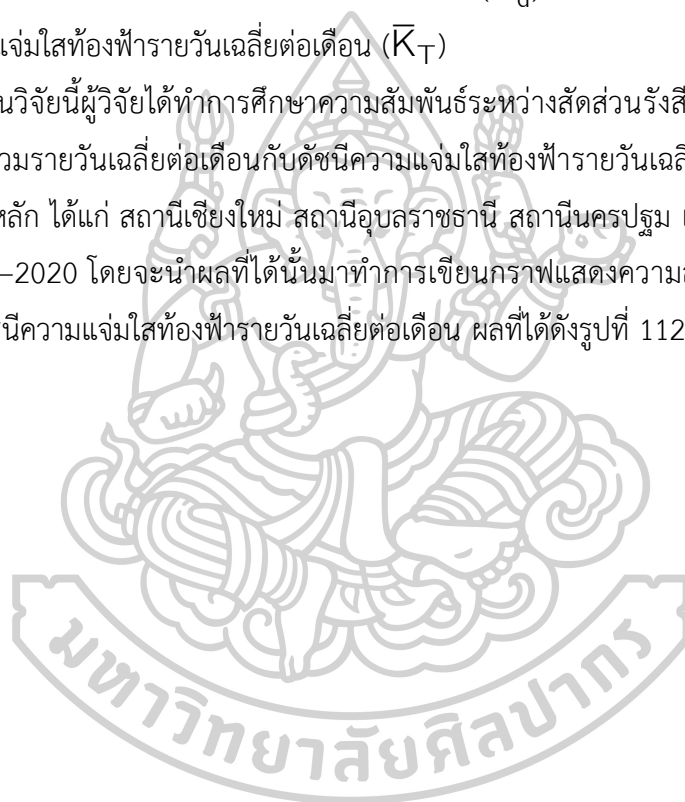 แจ่มใสท้องฟ้ารายวันเฉลี่ยต่อเดือน (K̅_T)
นวิจัยนี้ผู้วิจัยได้ทำการศึกษาความสัมพันธ์ระหว่างสัดส่วนรังสี
วมรายวันเฉลี่ยต่อเดือนกับดัชนีความแจ่มใสท้องฟ้ารายวันเฉลี่
หลัก ได้แก่ สถานีเชียงใหม่ สถานีอุบลราชธานี สถานีนครปฐม
–2020 โดยจะนำผลที่ได้นั้นมาทำการเขียนกราฟแสดงความส
นีความแจ่มใสท้องฟ้ารายวันเฉลี่ยต่อเดือน ผลที่ได้ดังรูปที่ 112
มหาวิทยาลัยศิลปากร